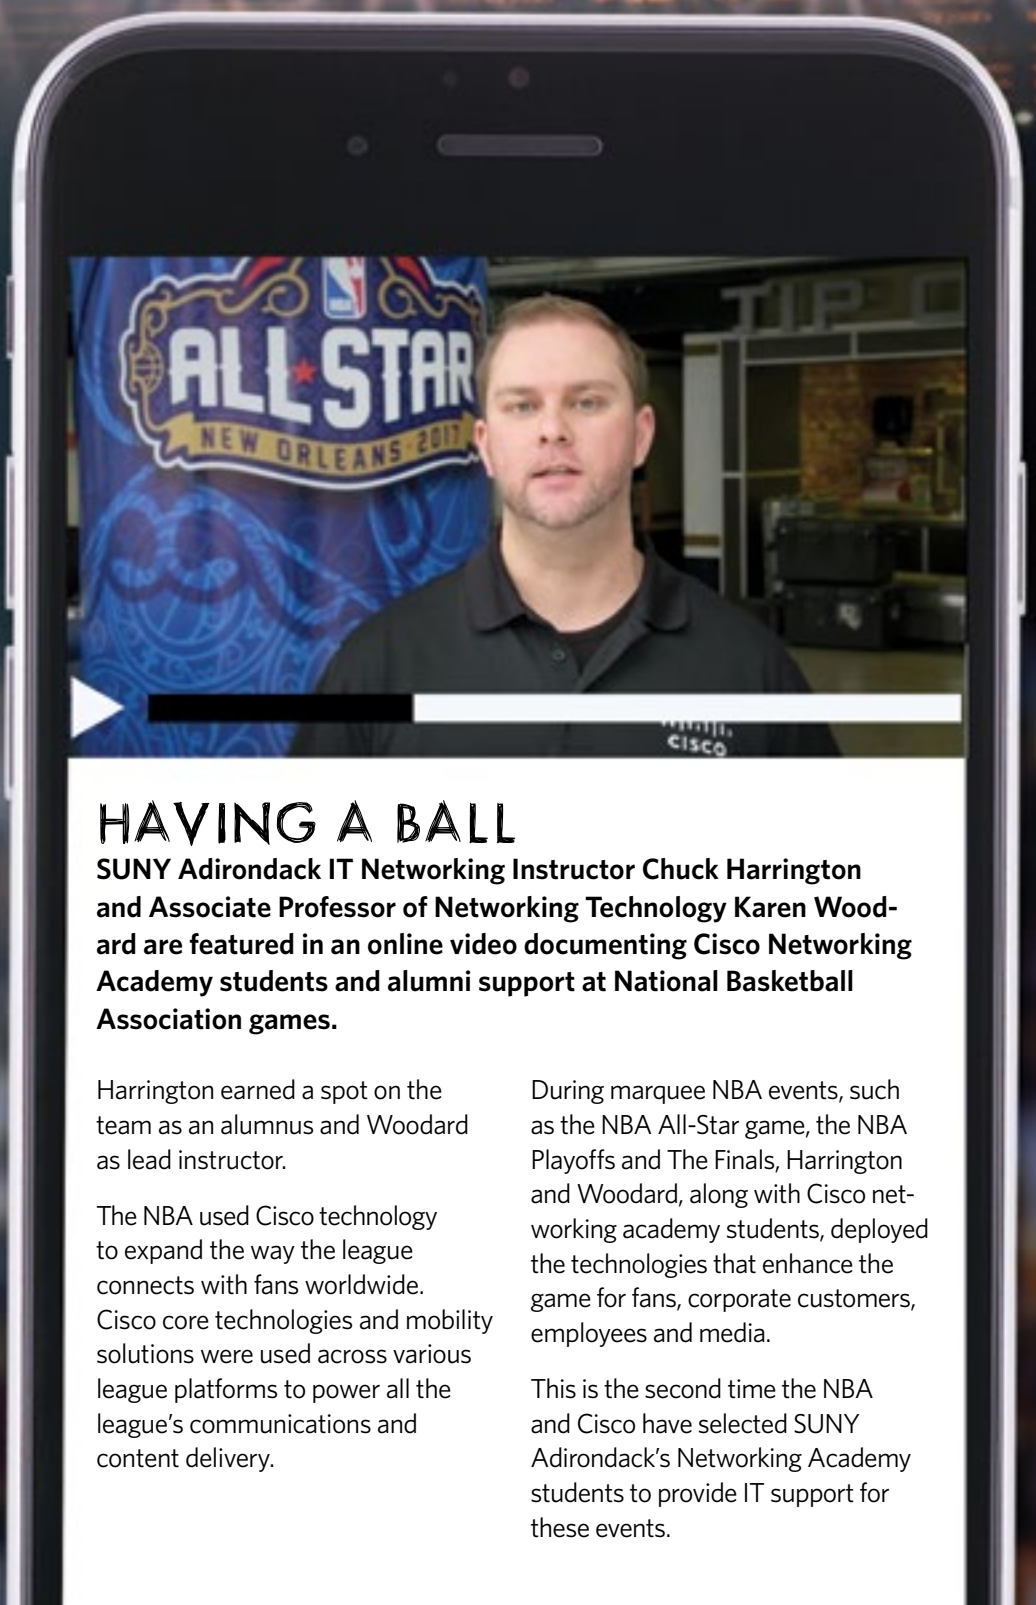 NBA
ALL★STAR
NEW ORLEANS 2017
TIP
CISCO
HAVING A BALL
SUNY Adirondack IT Networking Instructor Chuck Harrington
and Associate Professor of Networking Technology Karen Wood-
ard are featured in an online video documenting Cisco Networking
Academy students and alumni support at National Basketball
Association games.
Harrington earned a spot on the
team as an alumnus and Woodard
as lead instructor.
The NBA used Cisco technology
to expand the way the league
connects with fans worldwide.
Cisco core technologies and mobility
solutions were used across various
league platforms to power all the
league’s communications and
content delivery.
During marquee NBA events, such
as the NBA All-Star game, the NBA
Playoffs and The Finals, Harrington
and Woodard, along with Cisco net-
working academy students, deployed
the technologies that enhance the
game for fans, corporate customers,
employees and media.
This is the second time the NBA
and Cisco have selected SUNY
Adirondack’s Networking Academy
students to provide IT support for
these events.